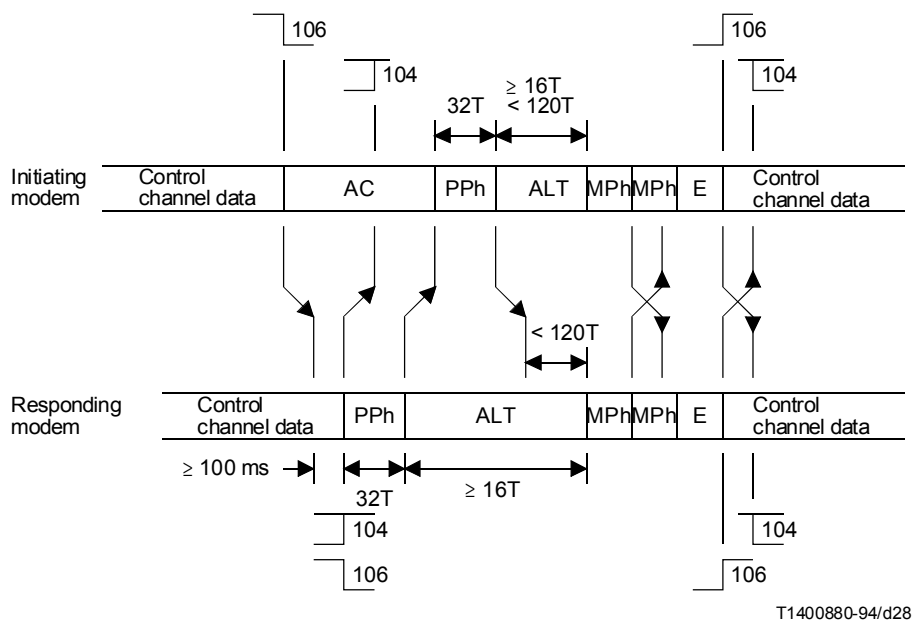 106
106
104
104
≥ 16T
32T
< 120T
Initiating
modem
Control
channel data
AC
PPh
ALT
MPh
MPh
E
Control
channel data
< 120T
Responding
modem
Control
channel data
PPh
ALT
MPh
MPh
E
Control
channel data
≥ 100 ms
32T
≥ 16T
104
104
106
106
T1400880-94/d28